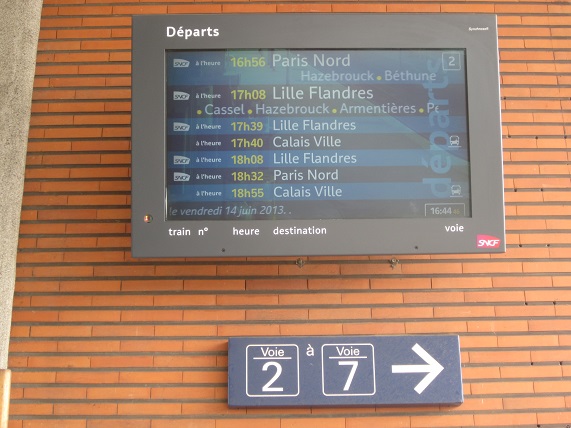 Départs
SNCF à l'heure 16h56 Paris Nord 2
Hazebrouck • Béthune
SNCF à l'heure 17h08 Lille Flandres
• Cassel • Hazebrouck • Armentières •
SNCF à l'heure 17h39 Lille Flandres
à l'heure 17h40 Calais Ville
SNCF à l'heure 18h08 Lille Flandres
SNCF à l'heure 18h32 Paris Nord
à l'heure 18h55 Calais Ville
départs
le vendredi 14 juin 2013. .
16:44
train n° heure destination voie
SNCF
Voie à Voie
2 7